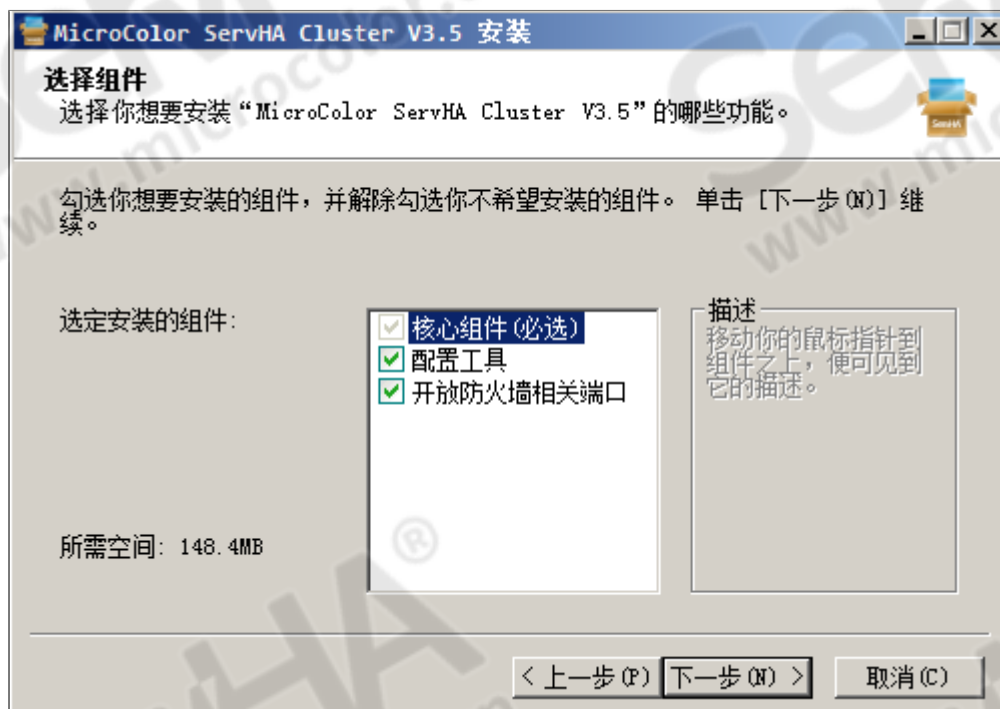 MicroColor ServHA Cluster V3.5 安装
选择组件
选择你想要安装“MicroColor ServHA Cluster V3.5”的哪些功能。
ServHA
勾选你想要安装的组件，并解除勾选你不希望安装的组件。 单击 [下一步(N)] 继
续。
选定安装的组件:
核心组件(必选)
配置工具
开放防火墙相关端口
描述
移动你的鼠标指针到
组件之上，便可见到
它的描述。
所需空间: 148.4MB
< 上一步(P)
下一步(N) >
取消(C)